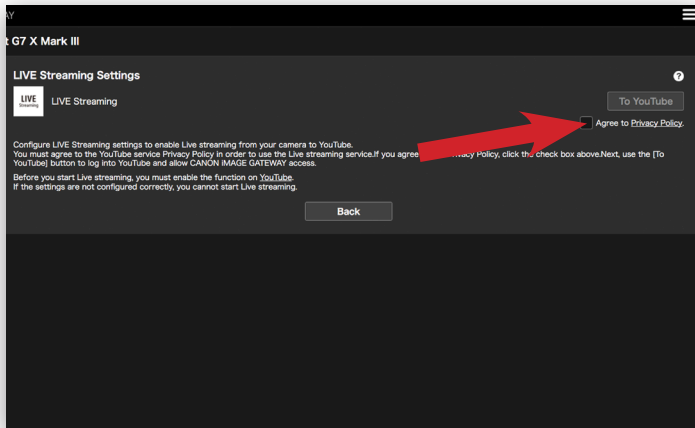 AY
t G7 X Mark III
LIVE Streaming Settings
?
LIVE
Streaming
LIVE Streaming
To YouTube
Agree to Privacy Policy.
Configure LIVE Streaming settings to enable Live streaming from your camera to YouTube.
You must agree to the YouTube service Privacy Policy in order to use the Live streaming service.If you agree Privacy Policy, click the check box above.Next, use the [To
YouTube] button to log into YouTube and allow CANON iMAGE GATEWAY access.
Before you start Live streaming, you must enable the function on YouTube.
If the settings are not configured correctly, you cannot start Live streaming.
Back